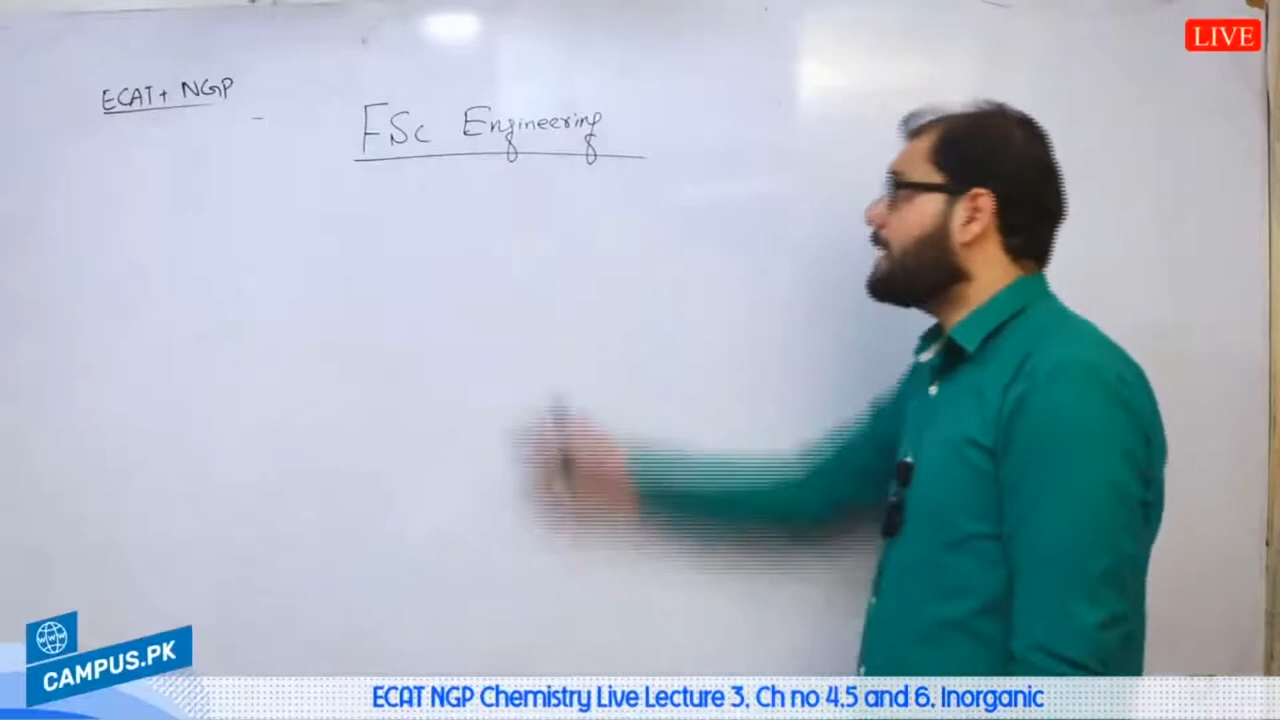 LIVE
ECAT + NGP
FSc Engineering
WWW
CAMPUS.PK
ECAT NGP Chemistry Live Lecture 3, Ch no 4,5 and 6, Inorganic